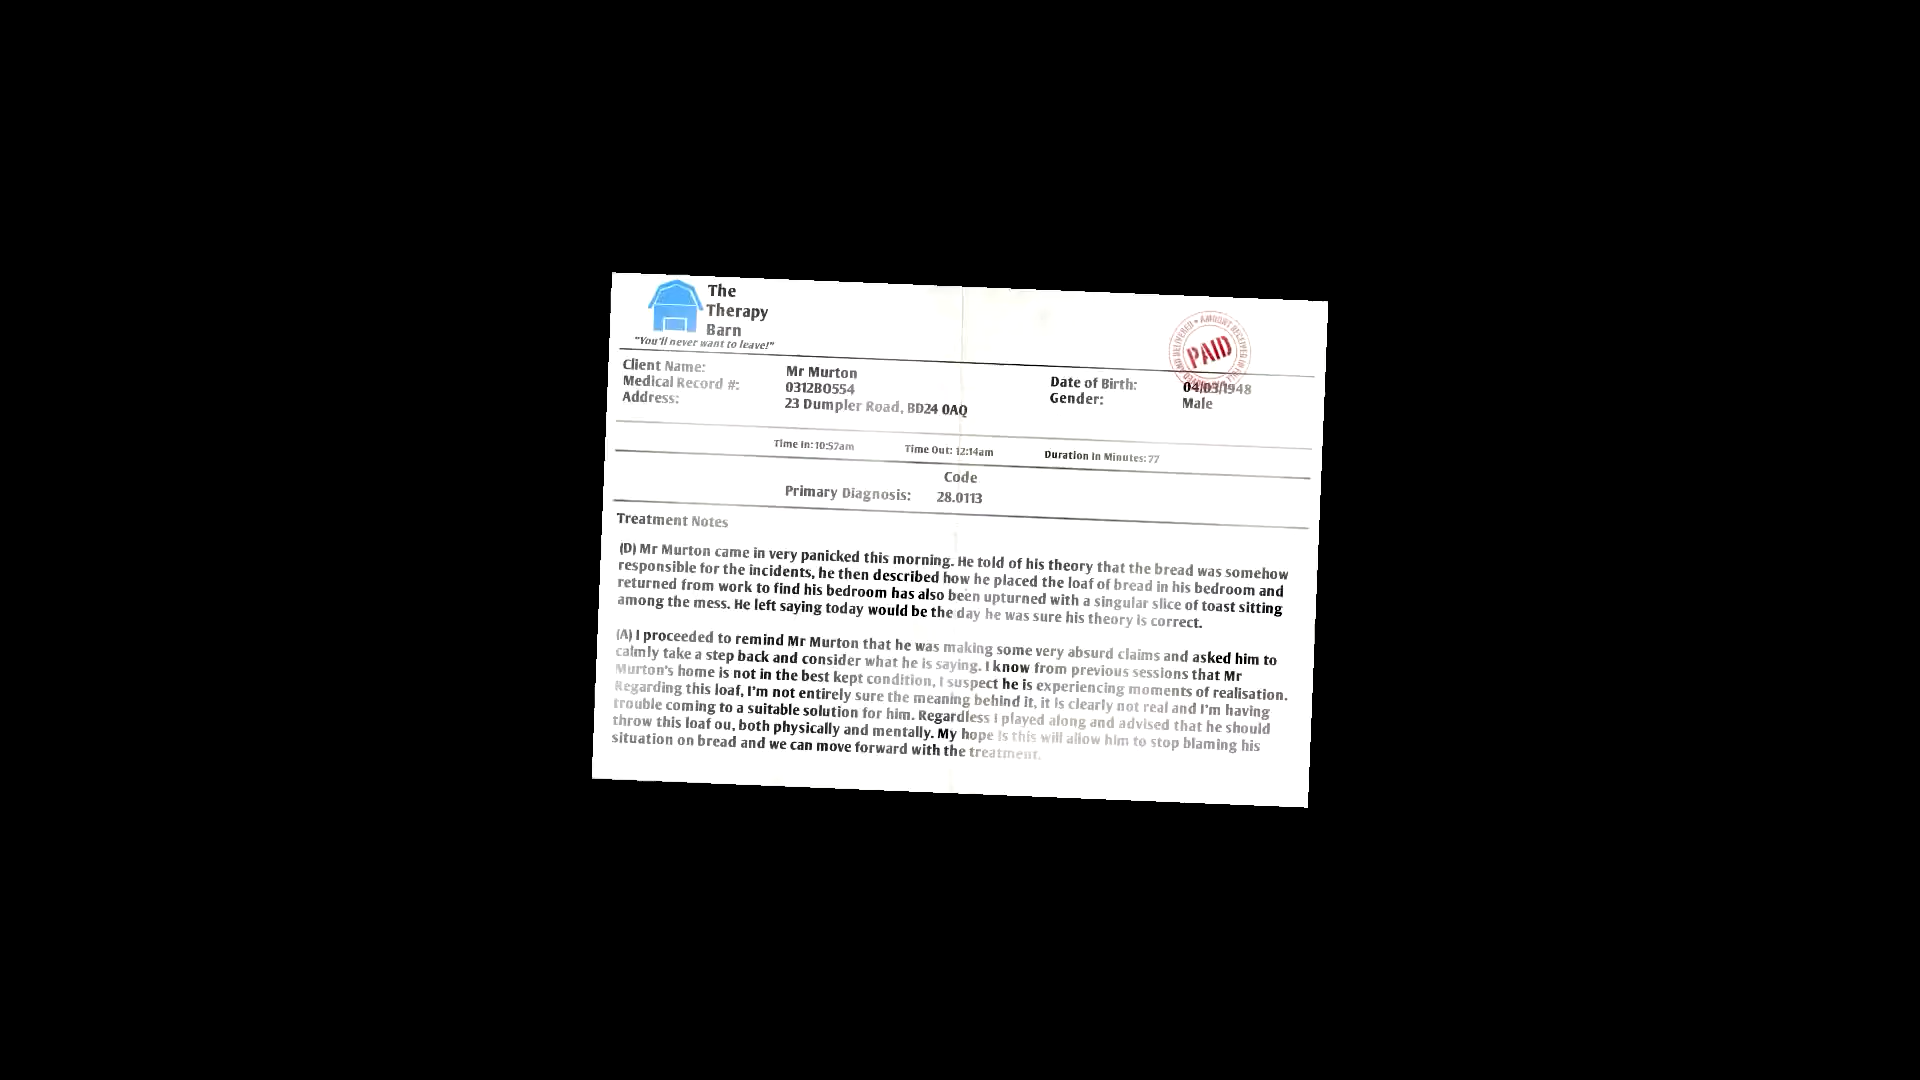 The
Therapy
Barn
"You'll never want to leave!"
AMOUNT RECEIVED IN FULL
DELIVERED
PAID
Client Name: Mr Murton Date of Birth: 04/03/1948
Medical Record #: 0312BO554 Gender: Male
Address: 23 Dumpler Road, BD24 0AQ
Time In: 10:57am Time Out: 12:14am Duration In Minutes: 77
Code
Primary Diagnosis: 28.0113
Treatment Notes
(D) Mr Murton came in very panicked this morning. He told of his theory that the bread was somehow
responsible for the incidents, he then described how he placed the loaf of bread in his bedroom and
returned from work to find his bedroom has also been upturned with a singular slice of toast sitting
among the mess. He left saying today would be the day he was sure his theory is correct.
(A) I proceeded to remind Mr Murton that he was making some very absurd claims and asked him to
calmly take a step back and consider what he is saying. I know from previous sessions that Mr
Murton's home is not in the best kept condition, I suspect he is experiencing moments of realisation.
Regarding this loaf, I'm not entirely sure the meaning behind it, it is clearly not real and I'm having
trouble coming to a suitable solution for him. Regardless I played along and advised that he should
throw this loaf ou, both physically and mentally. My hope is this will allow him to stop blaming his
situation on bread and we can move forward with the treatment.